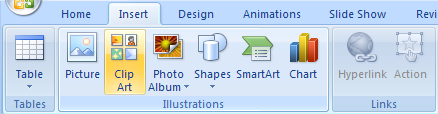 Home Insert Design Animations Slide Show R
Table Picture Clip Art Photo Album Shapes SmartArt Chart Hyperlink Action
Tables Illustrations Links